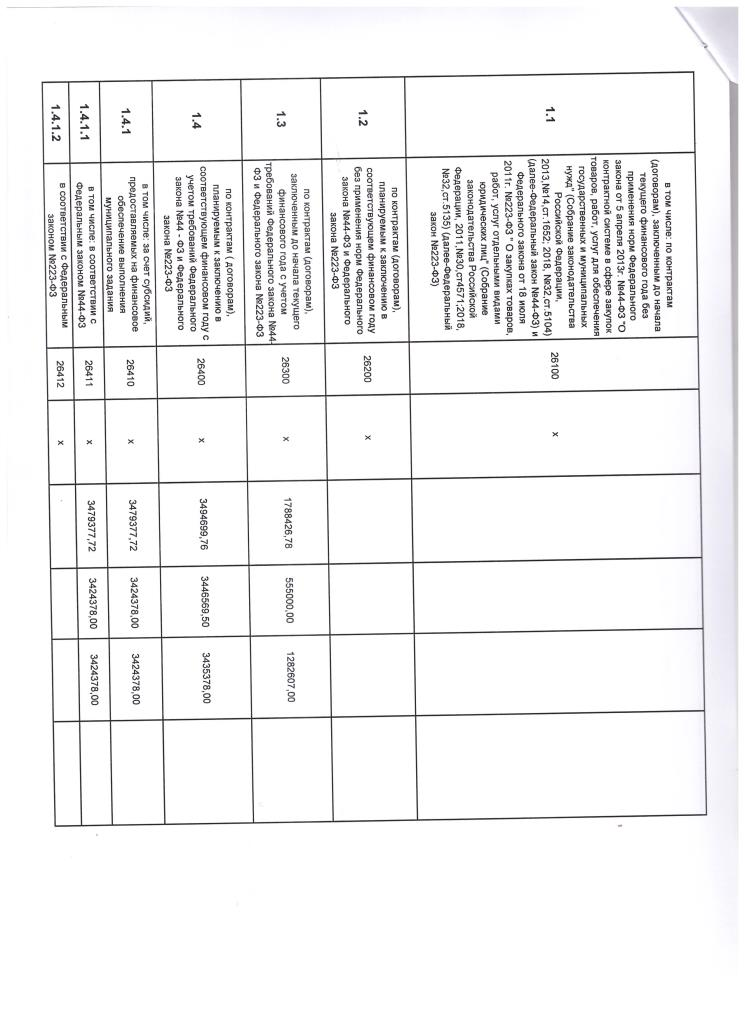 1.1
в том числе: по контрактам
(договорам), заключенным до начала
текущего финансового года без
применения норм Федерального
закона от 5 апреля 2013г. №44-ФЗ "О
контрактной системе в сфере закупок
товаров, работ, услуг для обеспечения
государственных и муниципальных
нужд" (Собрание законодательства
Российской Федерации,
2013,№14,ст.1652; 2018, №32,ст.5104)
(далее-Федеральный закон №44-ФЗ) и
Федерального закона от 18 июля
2011г. №223-ФЗ " О закупках товаров,
работ, услуг отдельными видами
юридических лиц" (Собрание
законодательства Российской
Федерации, 2011,№30,ст4571;2018,
№32,ст.5135) (далее-Федеральный
закон №223-ФЗ)
26100
х
1.2
по контрактам (договорам),
планируемым к заключению в
соответствующем финансовом году
без применения норм Федерального
закона №44-ФЗ и Федерального
закона №223-ФЗ
26200
х
1.3
по контрактам (договорам),
заключенным до начала текущего
финансового года с учетом
требований Федерального закона №44-
ФЗ и Федерального закона №223-ФЗ
26300
х
1788426,78
555000,00
1282607,00
1.4
по контрактам ( договорам),
планируемым к заключению в
соответствующем финансовом году с
учетом требований Федерального
закона №44 - ФЗ и Федерального
закона №223-ФЗ
26400
х
3494699,76
3446569,50
3435378,00
1.4.1
в том числе: за счет субсидий,
предоставляемых на финансовое
обеспечение выполнения
муниципального задания
26410
х
3479377,72
3424378,00
3424378,00
1.4.1.1
в том числе: в соответствии с
Федеральным законом №44-ФЗ
26411
х
3479377,72
3424378,00
3424378,00
1.4.1.2
в соответствии с Федеральным
законом №223-ФЗ
26412
х